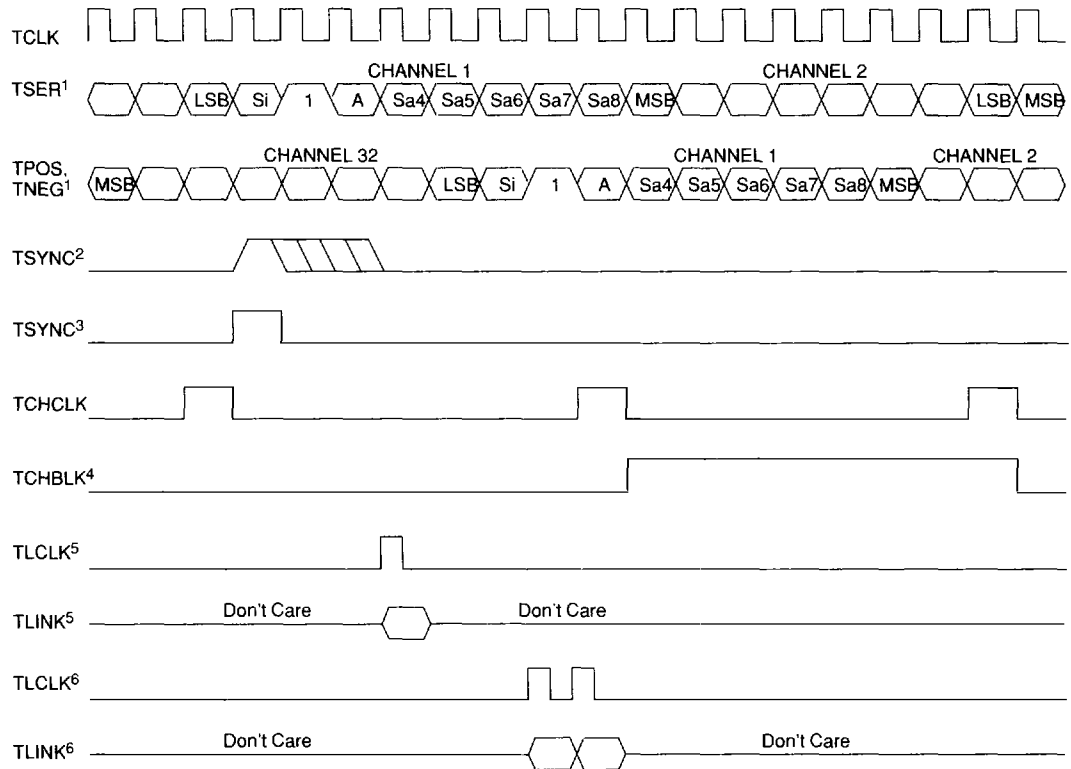 TCLK
CHANNEL 1 CHANNEL 2
TSER¹ LSB Si 1 A Sa4 Sa5 Sa6 Sa7 Sa8 MSB LSB MSB
CHANNEL 32 CHANNEL 1 CHANNEL 2
TPOS,
TNEG¹ MSB LSB Si 1 A Sa4 Sa5 Sa6 Sa7 Sa8 MSB
TSYNC²
TSYNC³
TCHCLK
TCHBLK⁴
TLCLK⁵
TLINK⁵ Don't Care Don't Care
TLCLK⁶
TLINK⁶ Don't Care Don't Care